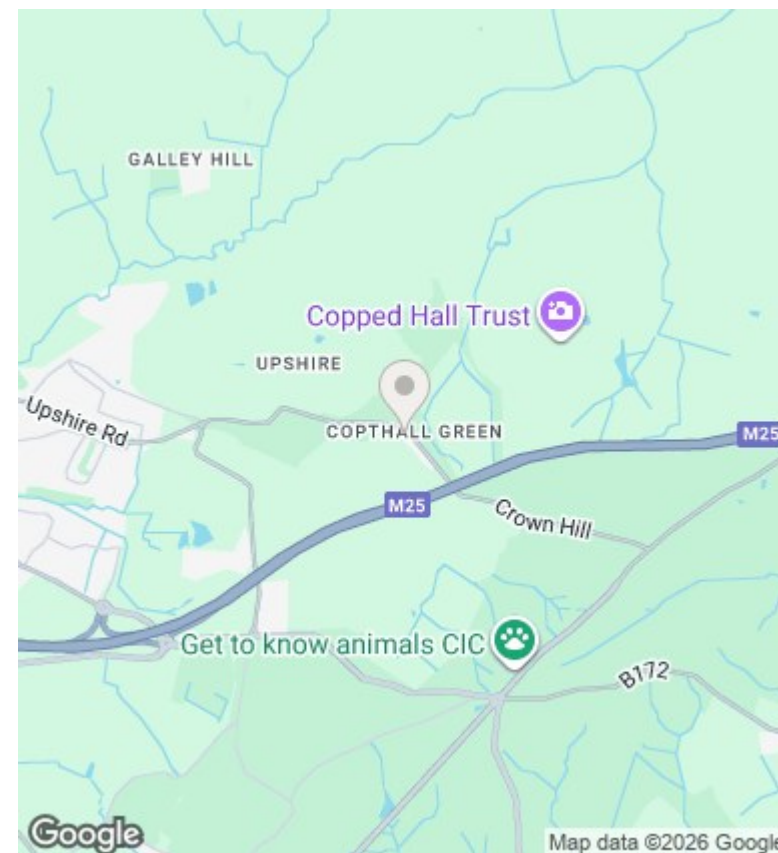 GALLEY HILL
Copped Hall Trust
UPSHIRE
Upshire Rd
COPTHALL GREEN
M25
M25
Crown Hill
Get to know animals CIC
B172
Google
Map data ©2026 Google